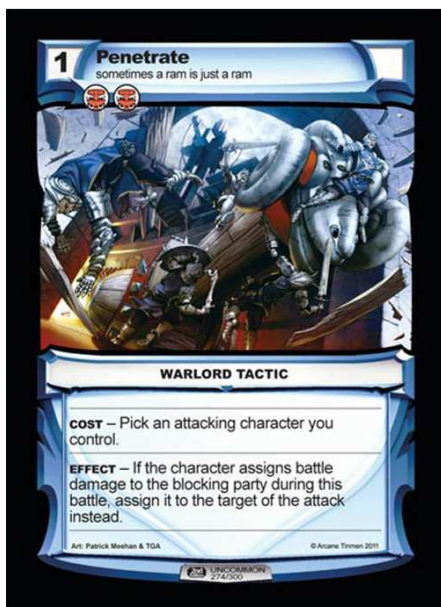 1
Penetrate
sometimes a ram is just a ram
WARLORD TACTIC
COST – Pick an attacking character you
control.
EFFECT – If the character assigns battle
damage to the blocking party during this
battle, assign it to the target of the attack
instead.
Art: Patrick Meehan & TGA
© Arcane Tinmen 2011
UNCOMMON
274/300